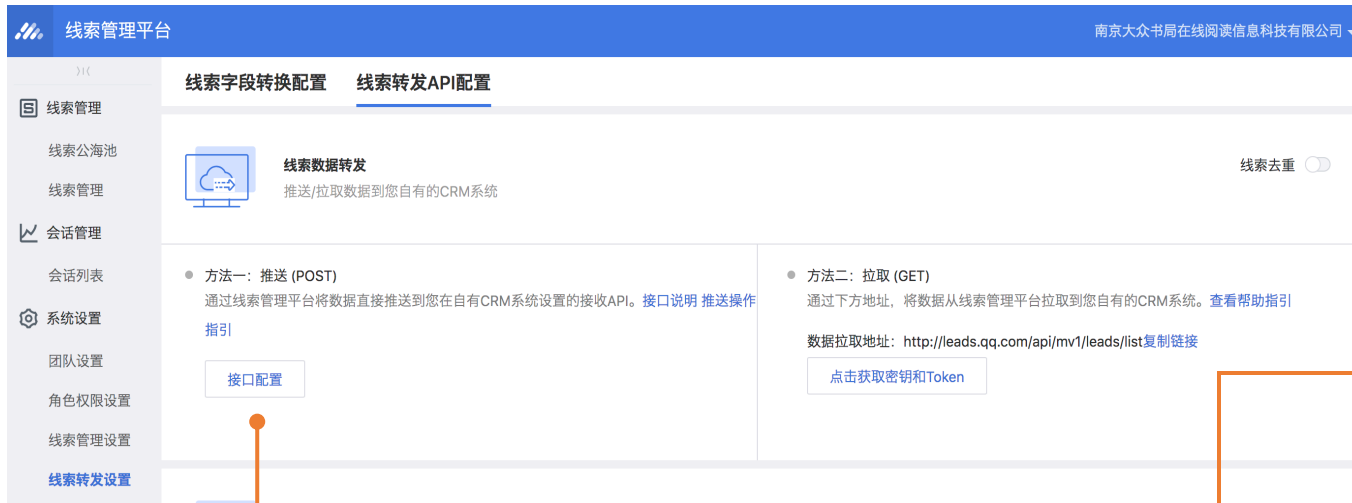 线索管理平台
南京大众书局在线阅读信息科技有限公司
线索管理
线索公海池
线索管理
会话管理
会话列表
系统设置
团队设置
角色权限设置
线索管理设置
线索转发设置
线索字段转换配置 线索转发API配置
线索数据转发
推送/拉取数据到您自有的CRM系统
线索去重
方法一：推送 (POST)
通过线索管理平台将数据直接推送到您在自有CRM系统设置的接收API。接口说明 推送操作
指引
接口配置
方法二：拉取 (GET)
通过下方地址，将数据从线索管理平台拉取到您自有的CRM系统。查看帮助指引
数据拉取地址：http://leads.qq.com/api/mv1/leads/list复制链接
点击获取密钥和Token